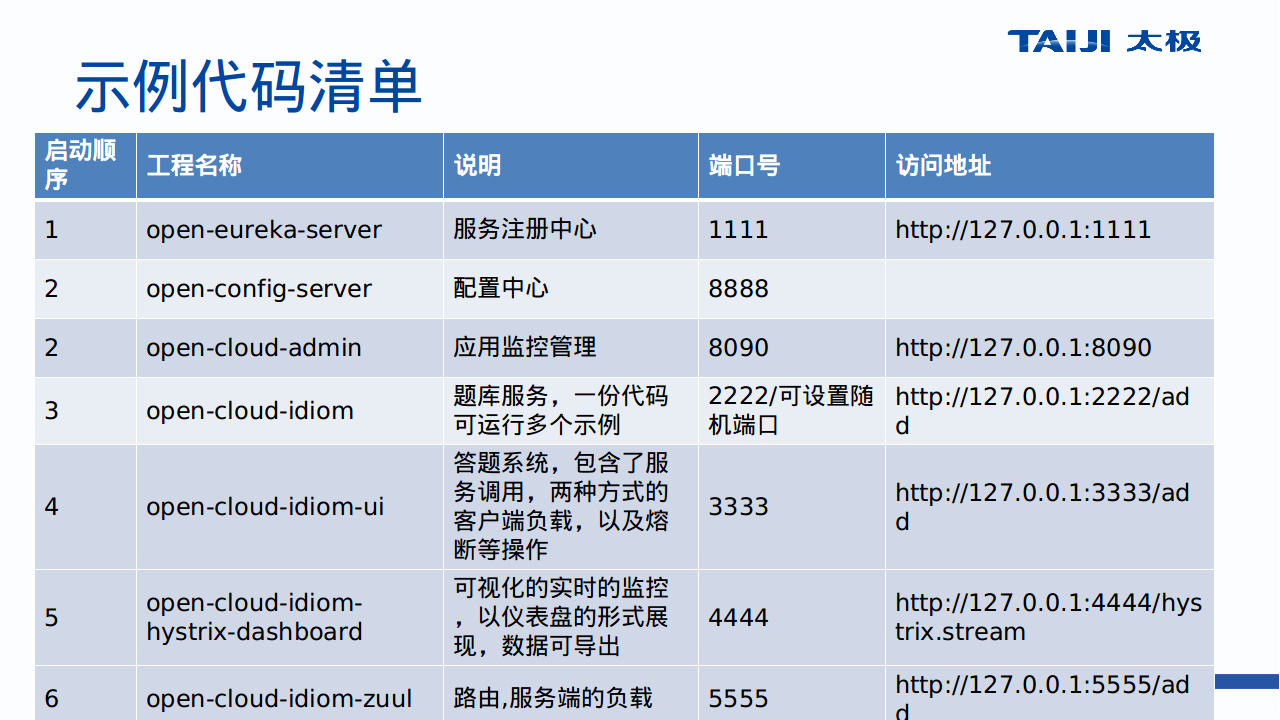 TAIJI 太极
示例代码清单
启动顺
序
工程名称
说明
端口号
访问地址
1
open-eureka-server
服务注册中心
1111
http://127.0.0.1:1111
2
open-config-server
配置中心
8888
2
open-cloud-admin
应用监控管理
8090
http://127.0.0.1:8090
3
open-cloud-idiom
题库服务，一份代码
可运行多个示例
2222/可设置随
机端口
http://127.0.0.1:2222/ad
d
4
open-cloud-idiom-ui
答题系统，包含了服
务调用，两种方式的
客户端负载，以及熔
断等操作
3333
http://127.0.0.1:3333/ad
d
5
open-cloud-idiom-
hystrix-dashboard
可视化的实时的监控
，以仪表盘的形式展
现，数据可导出
4444
http://127.0.0.1:4444/hys
trix.stream
6
open-cloud-idiom-zuul
路由,服务端的负载
5555
http://127.0.0.1:5555/ad
d